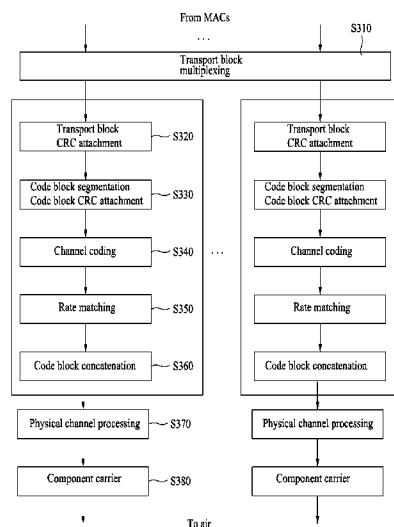 From MACs
. . .
S310
Transport block
multiplexing
Transport block
CRC attachment
S320
Transport block
CRC attachment
Code block segmentation
Code block CRC attachment
S330
Code block segmentation
Code block CRC attachment
Channel coding
S340
. . .
Channel coding
Rate matching
S350
Rate matching
Code block concatenation
S360
Code block concatenation
Physical channel processing
S370
Physical channel processing
Component carrier
S380
Component carrier
To air